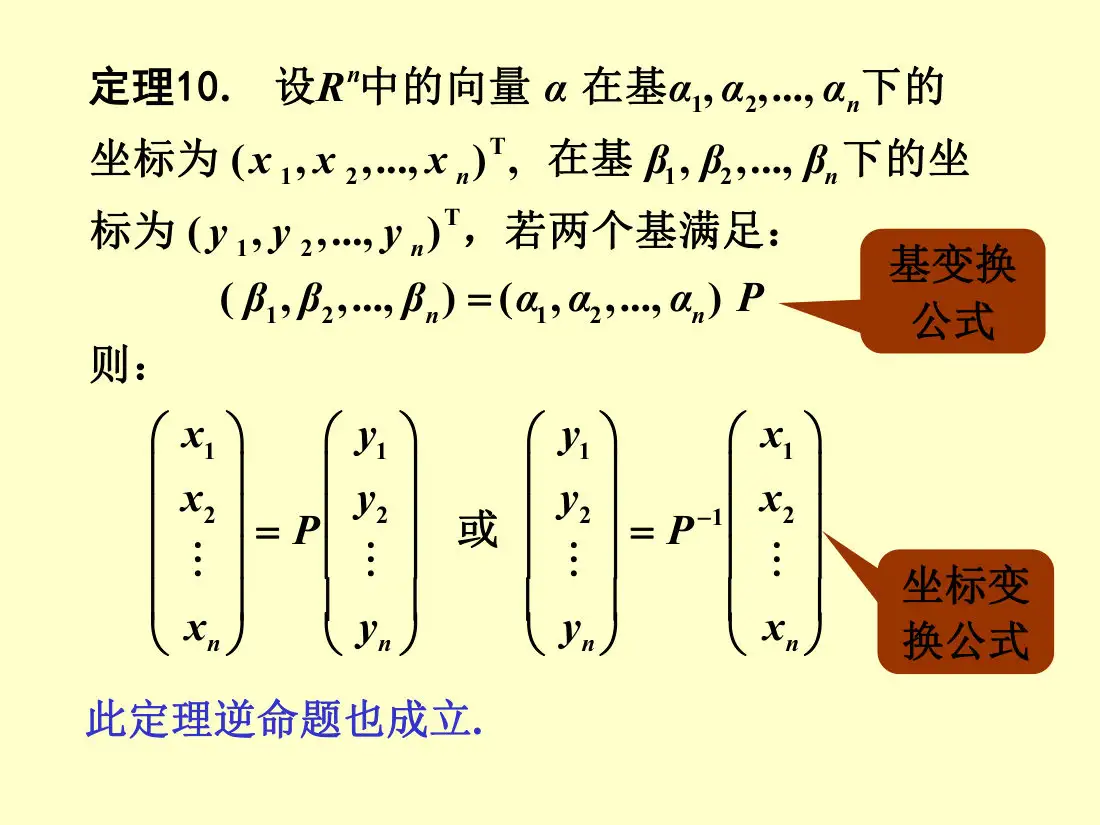 定理10. 设Rⁿ中的向量 α 在基α₁, α₂,..., αₙ下的
坐标为 (x₁, x₂,..., xₙ)ᵀ, 在基 β₁, β₂,..., βₙ下的坐
标为 (y₁, y₂,..., yₙ)ᵀ，若两个基满足：
(β₁, β₂,..., βₙ) = (α₁, α₂,..., αₙ) P
基变换
公式
则：
( x₁ x₂ ⋮ xₙ ) = P ( y₁ y₂ ⋮ yₙ ) 或 ( y₁ y₂ ⋮ yₙ ) = P⁻¹ ( x₁ x₂ ⋮ xₙ )
坐标变
换公式
此定理逆命题也成立.